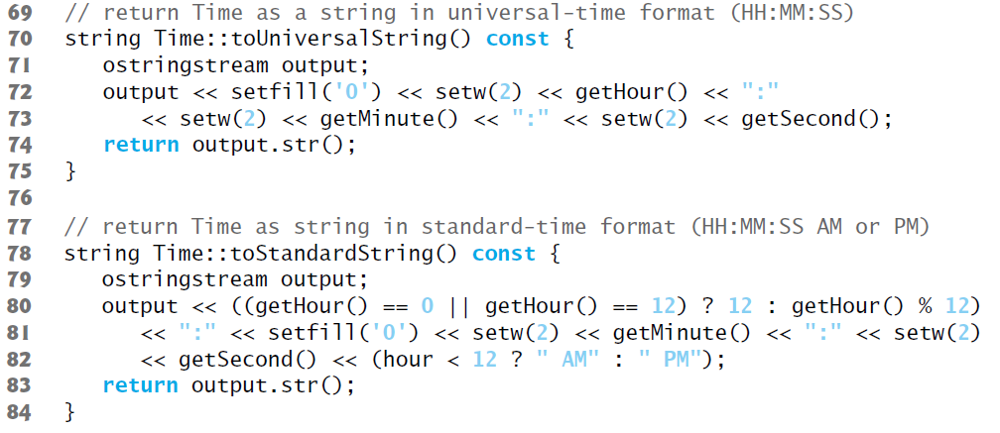 69 // return Time as a string in universal-time format (HH:MM:SS)
70 string Time::toUniversalString() const {
71    ostringstream output;
72    output << setfill('0') << setw(2) << getHour() << ":"
73       << setw(2) << getMinute() << ":" << setw(2) << getSecond();
74    return output.str();
75 }
76
77 // return Time as string in standard-time format (HH:MM:SS AM or PM)
78 string Time::toStandardString() const {
79    ostringstream output;
80    output << ((getHour() == 0 || getHour() == 12) ? 12 : getHour() % 12)
81       << ":" << setfill('0') << setw(2) << getMinute() << ":" << setw(2)
82       << getSecond() << (hour < 12 ? " AM" : " PM");
83    return output.str();
84 }